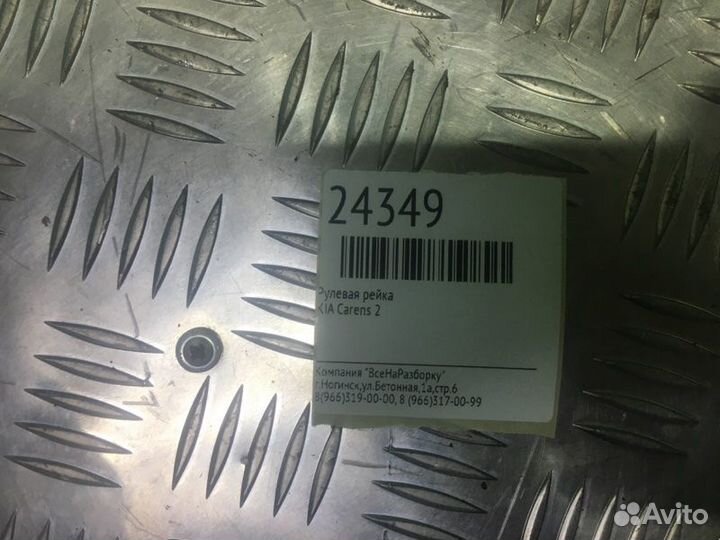 24349
Рулевая рейка
KIA Carens 2
Компания "ВсеНаРазборку"
г.Ногинск,ул.Бетонная,1а,стр.6
8(966)319-00-00, 8 (966)317-00-99
Avito